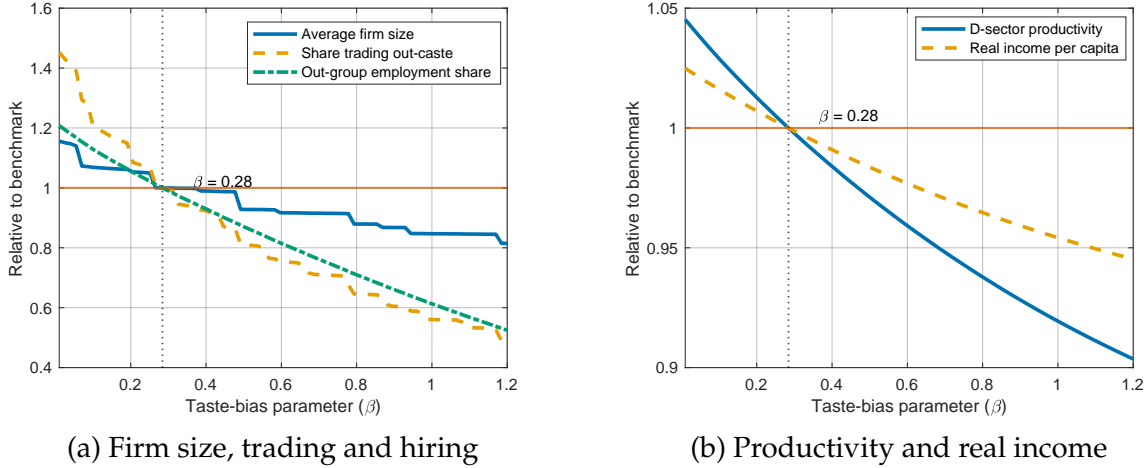 1.6
1.4
1.2
1
0.8
0.6
0.4
Relative to benchmark
Average firm size
Share trading out-caste
Out-group employment share
β = 0.28
0.2 0.4 0.6 0.8 1 1.2
Taste-bias parameter (β)
(a) Firm size, trading and hiring
1.05
1
0.95
0.9
Relative to benchmark
D-sector productivity
Real income per capita
β = 0.28
0.2 0.4 0.6 0.8 1 1.2
Taste-bias parameter (β)
(b) Productivity and real income